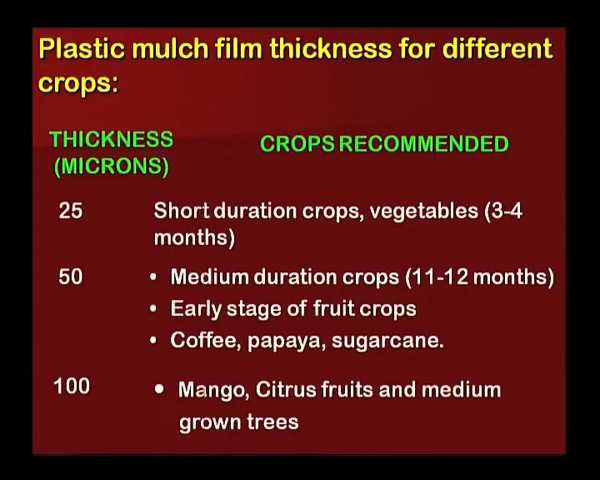 Plastic mulch film thickness for different
crops:
THICKNESS
(MICRONS)
CROPS RECOMMENDED
25
Short duration crops, vegetables (3-4
months)
50
• Medium duration crops (11-12 months)
• Early stage of fruit crops
• Coffee, papaya, sugarcane.
100
• Mango, Citrus fruits and medium
grown trees